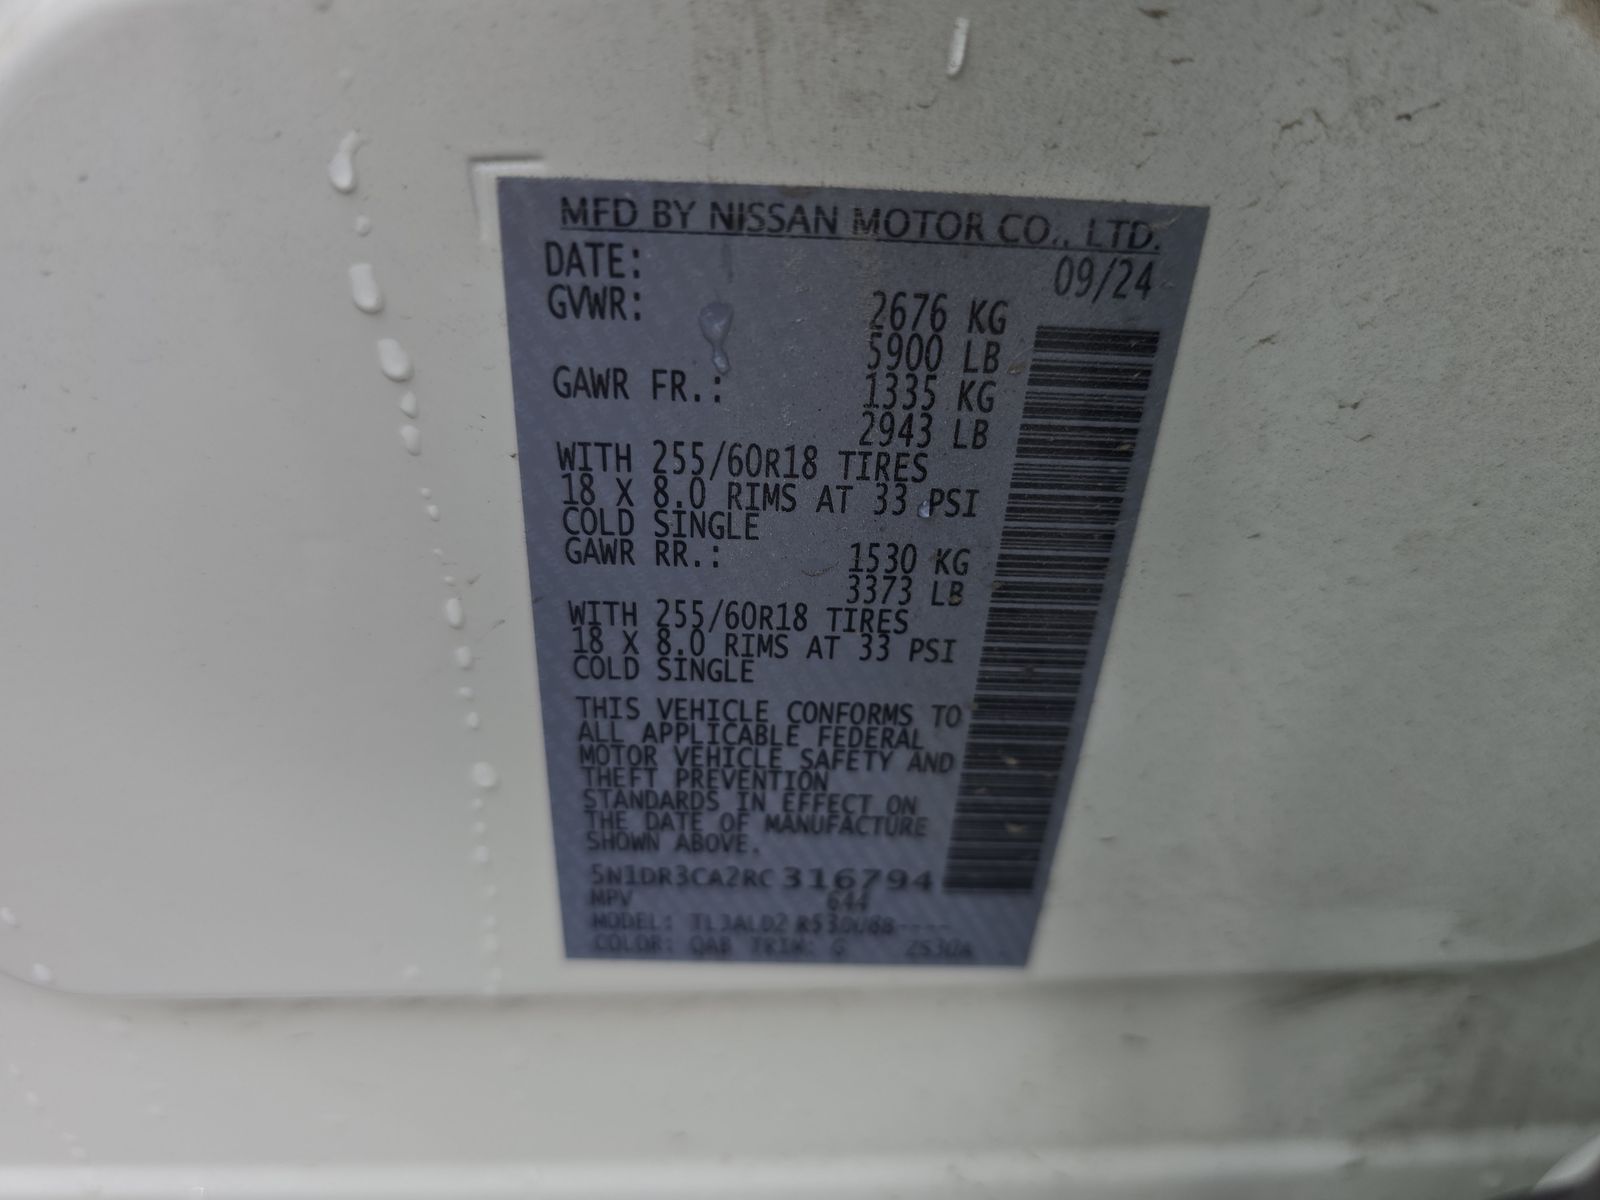 MFD BY NISSAN MOTOR CO., LTD.
DATE: 09/24
GVWR: 2676 KG
5900 LB
GAWR FR.: 1335 KG
2943 LB
WITH 255/60R18 TIRES
18 X 8.0 RIMS AT 33 PSI
COLD SINGLE
GAWR RR.: 1530 KG
3373 LB
WITH 255/60R18 TIRES
18 X 8.0 RIMS AT 33 PSI
COLD SINGLE
THIS VEHICLE CONFORMS TO
ALL APPLICABLE FEDERAL
MOTOR VEHICLE SAFETY AND
THEFT PREVENTION
STANDARDS IN EFFECT ON
THE DATE OF MANUFACTURE
SHOWN ABOVE.
5N1DR3CA2RC316794
MPV 644
MODEL: TL3ALD2
COLOR: QAB TRIM: G